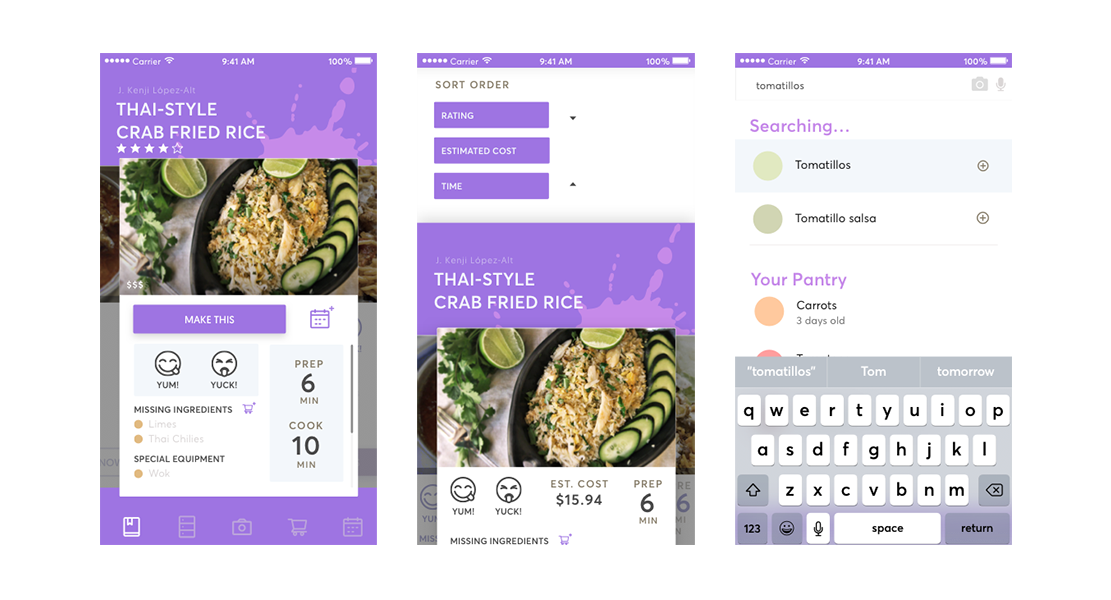 Carrier 9:41 AM 100%
J. Kenji López-Alt
THAI-STYLE
CRAB FRIED RICE
$$$
MAKE THIS
YUM! YUCK!
MISSING INGREDIENTS
Limes
Thai Chilies
SPECIAL EQUIPMENT
Wok
PREP
6
MIN
COOK
10
MIN
NOW
Carrier 9:41 AM 100%
SORT ORDER
RATING
ESTIMATED COST
TIME
J. Kenji López-Alt
THAI-STYLE
CRAB FRIED RICE
YUM! YUCK!
EST. COST
$15.94
PREP
6
MIN
MISSING INGREDIENTS
Carrier 9:41 AM 100%
tomatillos
Searching...
Tomatillos
Tomatillo salsa
Your Pantry
Carrots
3 days old
"tomatillos" Tom tomorrow
q w e r t y u i o p
a s d f g h j k l
z x c v b n m
123 space return